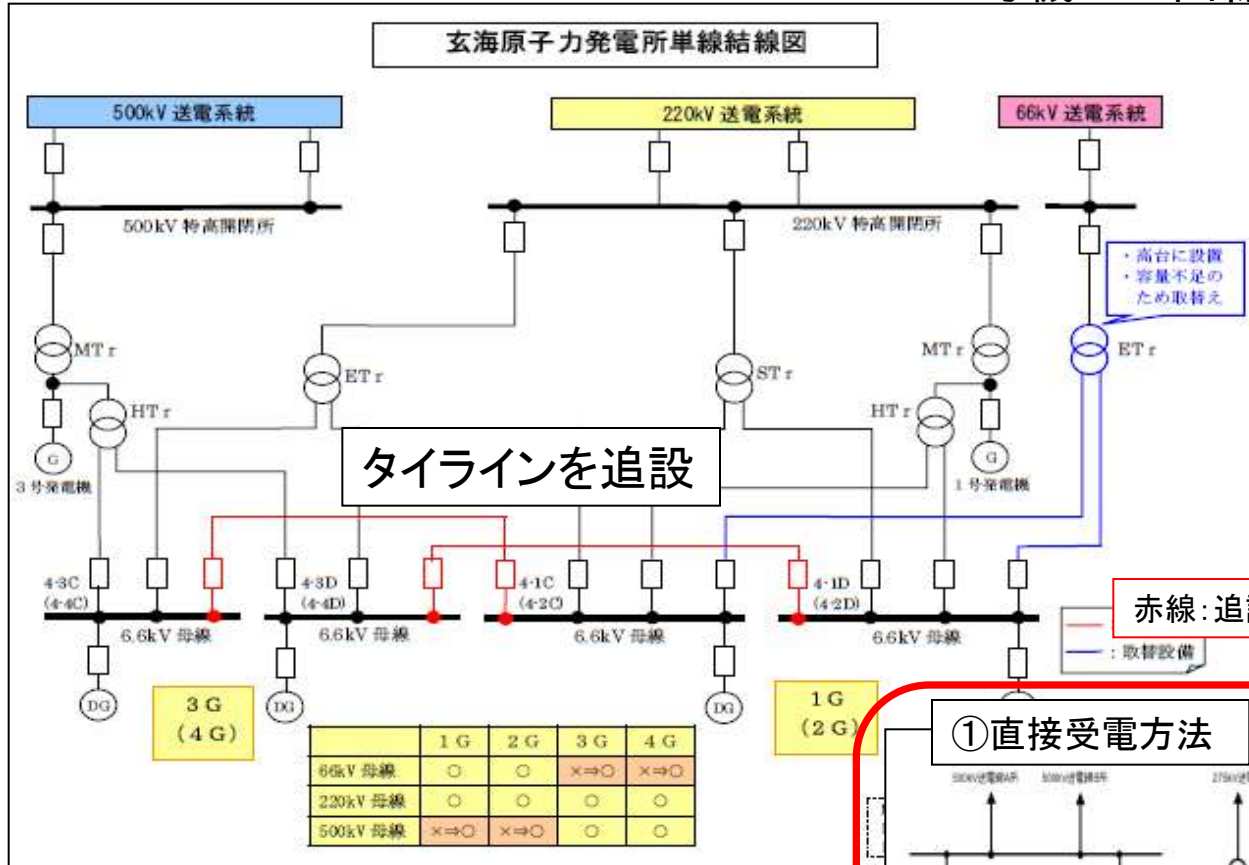 玄海原子力発電所単線結線図
500kV 送電系統
220kV 送電系統
66kV 送電系統
500kV 特高開閉所
220kV 特高開閉所
・高台に設置
・容量不足の
ため取替え
MTr
ETr
STr
MTr
ETr
HTr
HTr
G
3号発電機
タイラインを追設
G
1号発電機
4-3C
(4-4C)
4-3D
(4-4D)
4-1C
(4-2C)
4-1D
(4-2D)
6.6kV 母線
6.6kV 母線
6.6kV 母線
6.6kV 母線
赤線:追
:取替設備
DG
DG
DG
3G
(4G)
1G
(2G)
1G 2G 3G 4G
66kV 母線 ○ ○ ×⇒○ ×⇒○
220kV 母線 ○ ○ ○ ○
500kV 母線 ×⇒○ ×⇒○ ○ ○
①直接受電方法